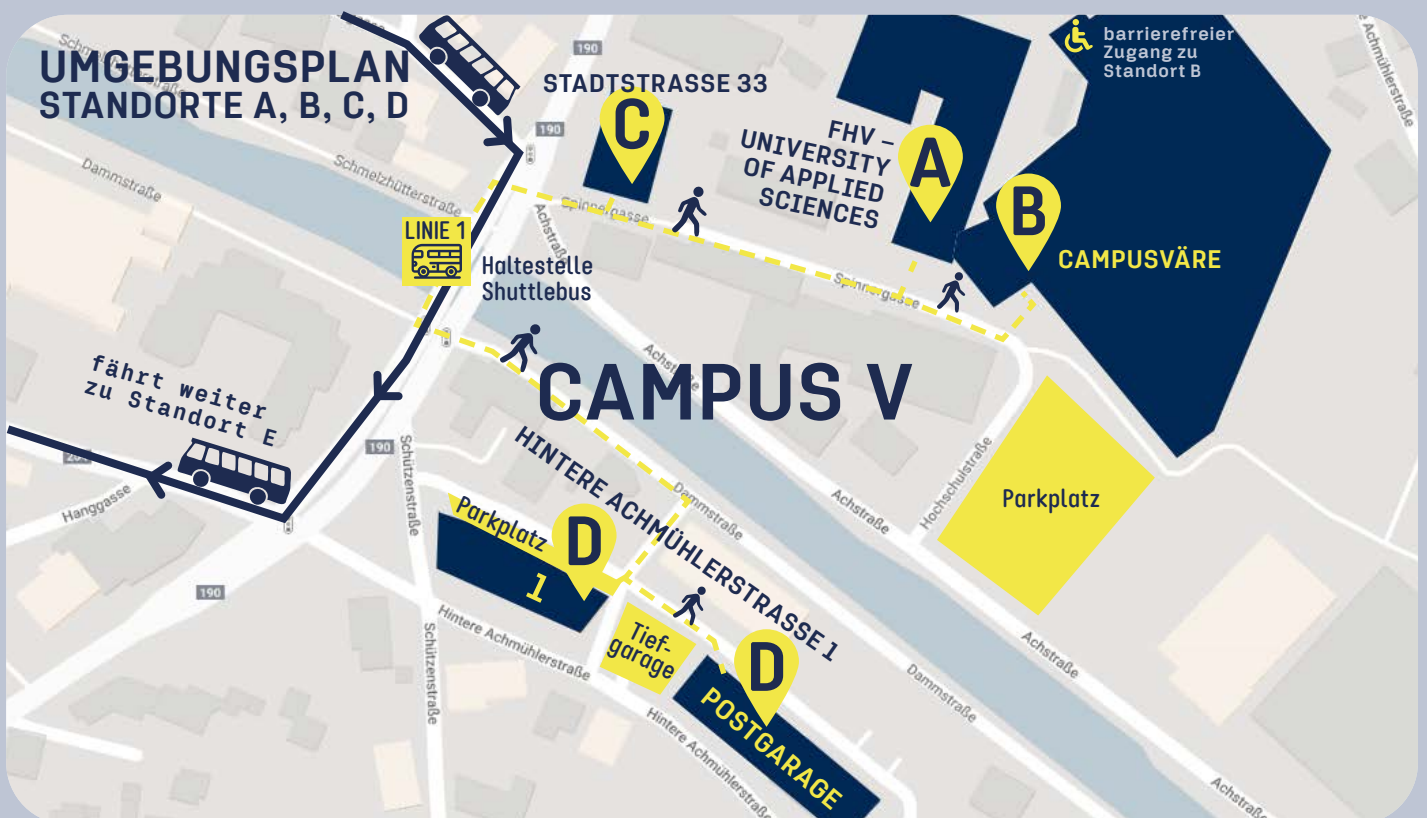 UMGEBUNGSPLAN
STANDORTE A, B, C, D
190
STADTSTRASSE 33
barrierefreier
Zugang zu
Standort B
Achmühlerstraße
190
C
FHV –
UNIVERSITY
OF APPLIED
SCIENCES
A
B
CAMPUSVÄRE
Dammstraße
Schmelzhütterstraße
Spinnergasse
Achstraße
LINIE 1
Haltestelle
Shuttlebus
Spinnergasse
fährt weiter
zu Standort E
Achstraße
CAMPUS V
190
Schützenstraße
Hanggasse
HINTERE ACHMÜHLERSTRASSE 1
Dammstraße
Achstraße
Hochschulstraße
Parkplatz
Parkplatz
D
1
190
Hintere Achmühlerstraße
Schützenstraße
Tief-
garage
D
POSTGARAGE
Hintere Achmühlerstraße
Dammstraße
Achstraße
Achstraße